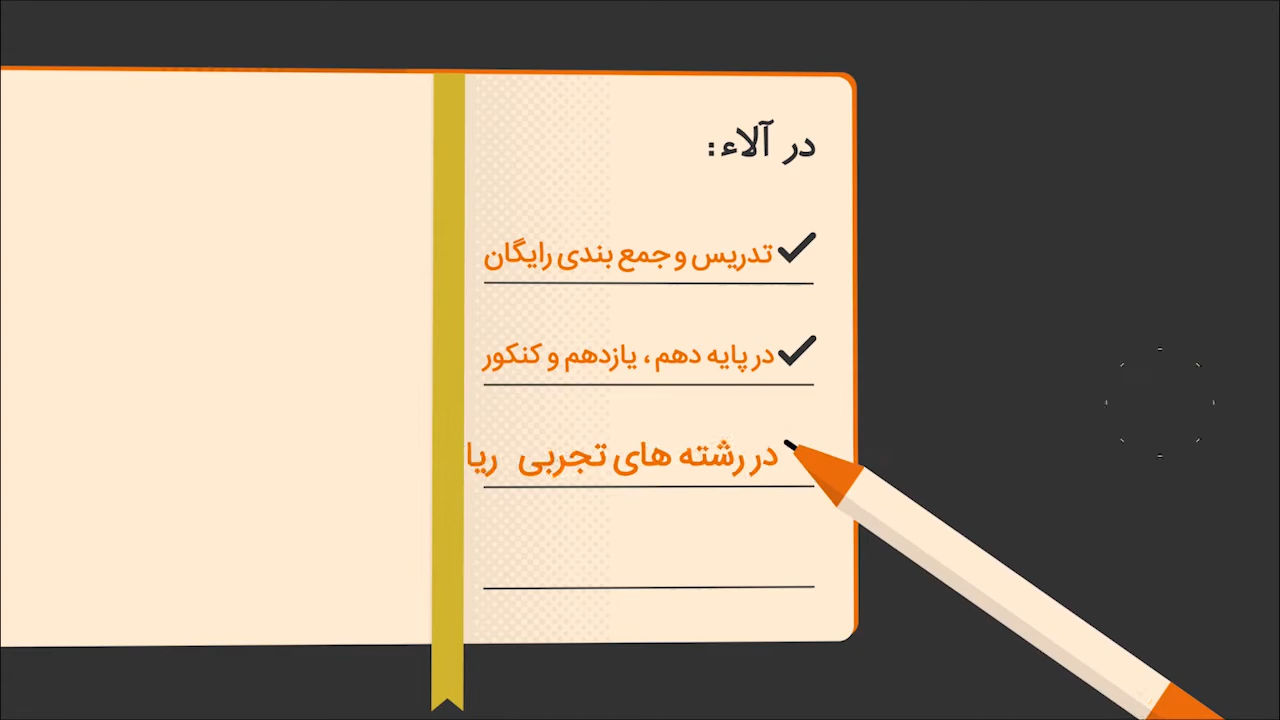 در آلاء:
تدریس و جمع بندی رایگان
در پایه دهم ، یازدهم و کنکور
در رشته های تجربی ریا